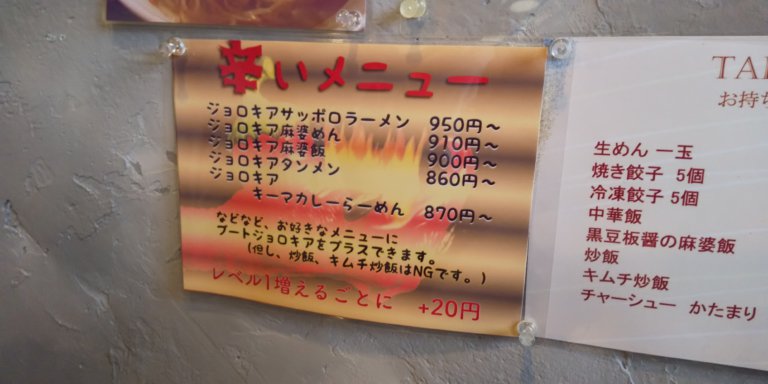 辛いメニュー
ジョロキアサッポロラーメン 950円～
ジョロキア麻婆めん 910円～
ジョロキア麻婆飯 900円～
ジョロキアタンメン 860円～
ジョロキア
キーマカレーらーめん 870円～
などなど、お好きなメニューに
ブートジョロキアをプラスできます。
(但し、炒飯、キムチ炒飯はNGです。)
レベル1増えるごとに +20円
TA
お持ち
生めん 一玉
焼き餃子 5個
冷凍餃子 5個
中華飯
黒豆板醤の麻婆飯
炒飯
キムチ炒飯
チャーシュー かたまり